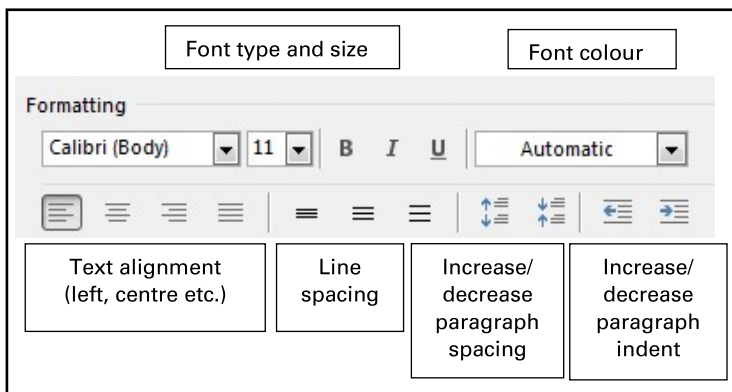 Font type and size
Font colour
Formatting
Calibri (Body) 11 B I U Automatic
Text alignment
(left, centre etc.)
Line
spacing
Increase/
decrease
paragraph
spacing
Increase/
decrease
paragraph
indent